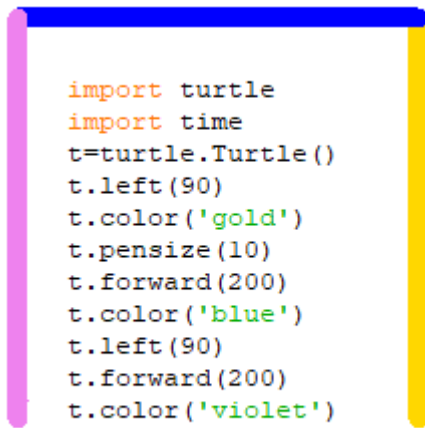 import turtle
import time
t=turtle.Turtle()
t.left(90)
t.color('gold')
t.pensize(10)
t.forward(200)
t.color('blue')
t.left(90)
t.forward(200)
t.color('violet')